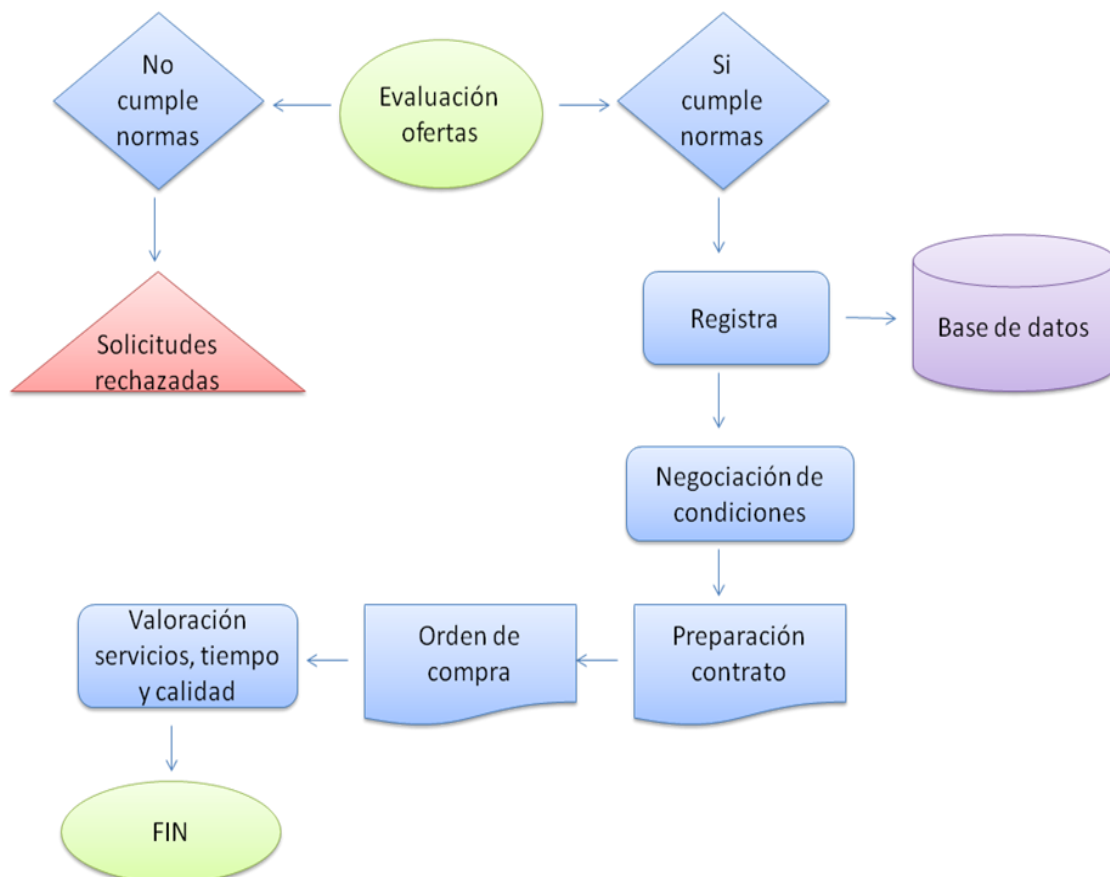 No
cumple
normas
Evaluación
ofertas
Si
cumple
normas
Solicitudes
rechazadas
Registra
Base de datos
Negociación de
condiciones
Valoración
servicios, tiempo
y calidad
Orden de
compra
Preparación
contrato
FIN